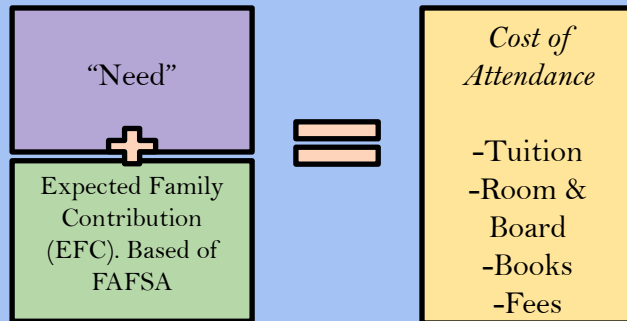 “Need”
Expected Family
Contribution
(EFC). Based of
FAFSA
Cost of
Attendance
-Tuition
-Room &
Board
-Books
-Fees